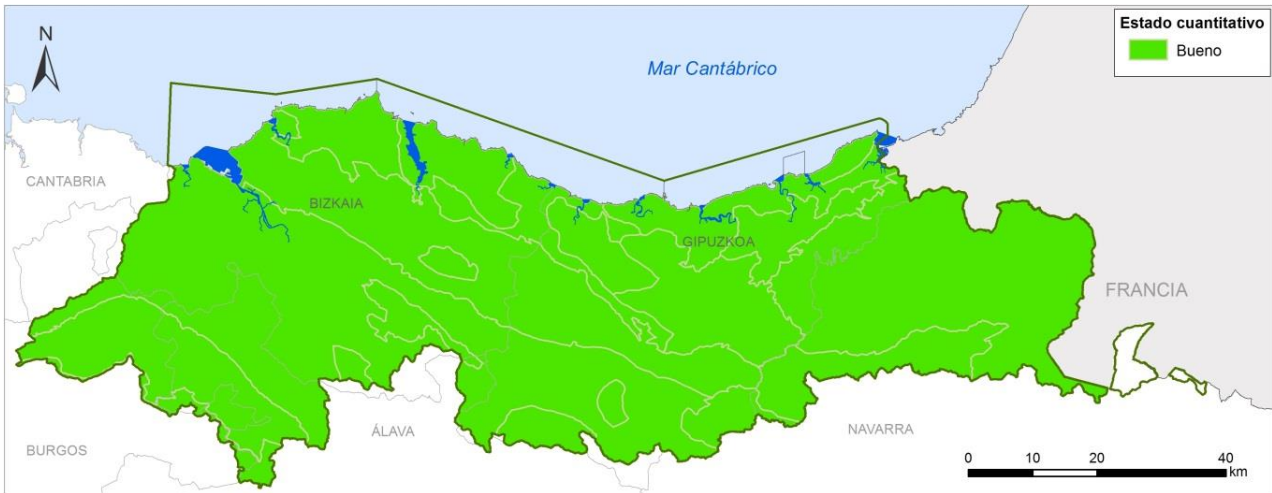 Estado cuantitativo
Bueno
N
Mar Cantábrico
CANTABRIA
BIZKAIA
GIPUZKOA
FRANCIA
ÁLAVA
NAVARRA
BURGOS
0 10 20 40
km